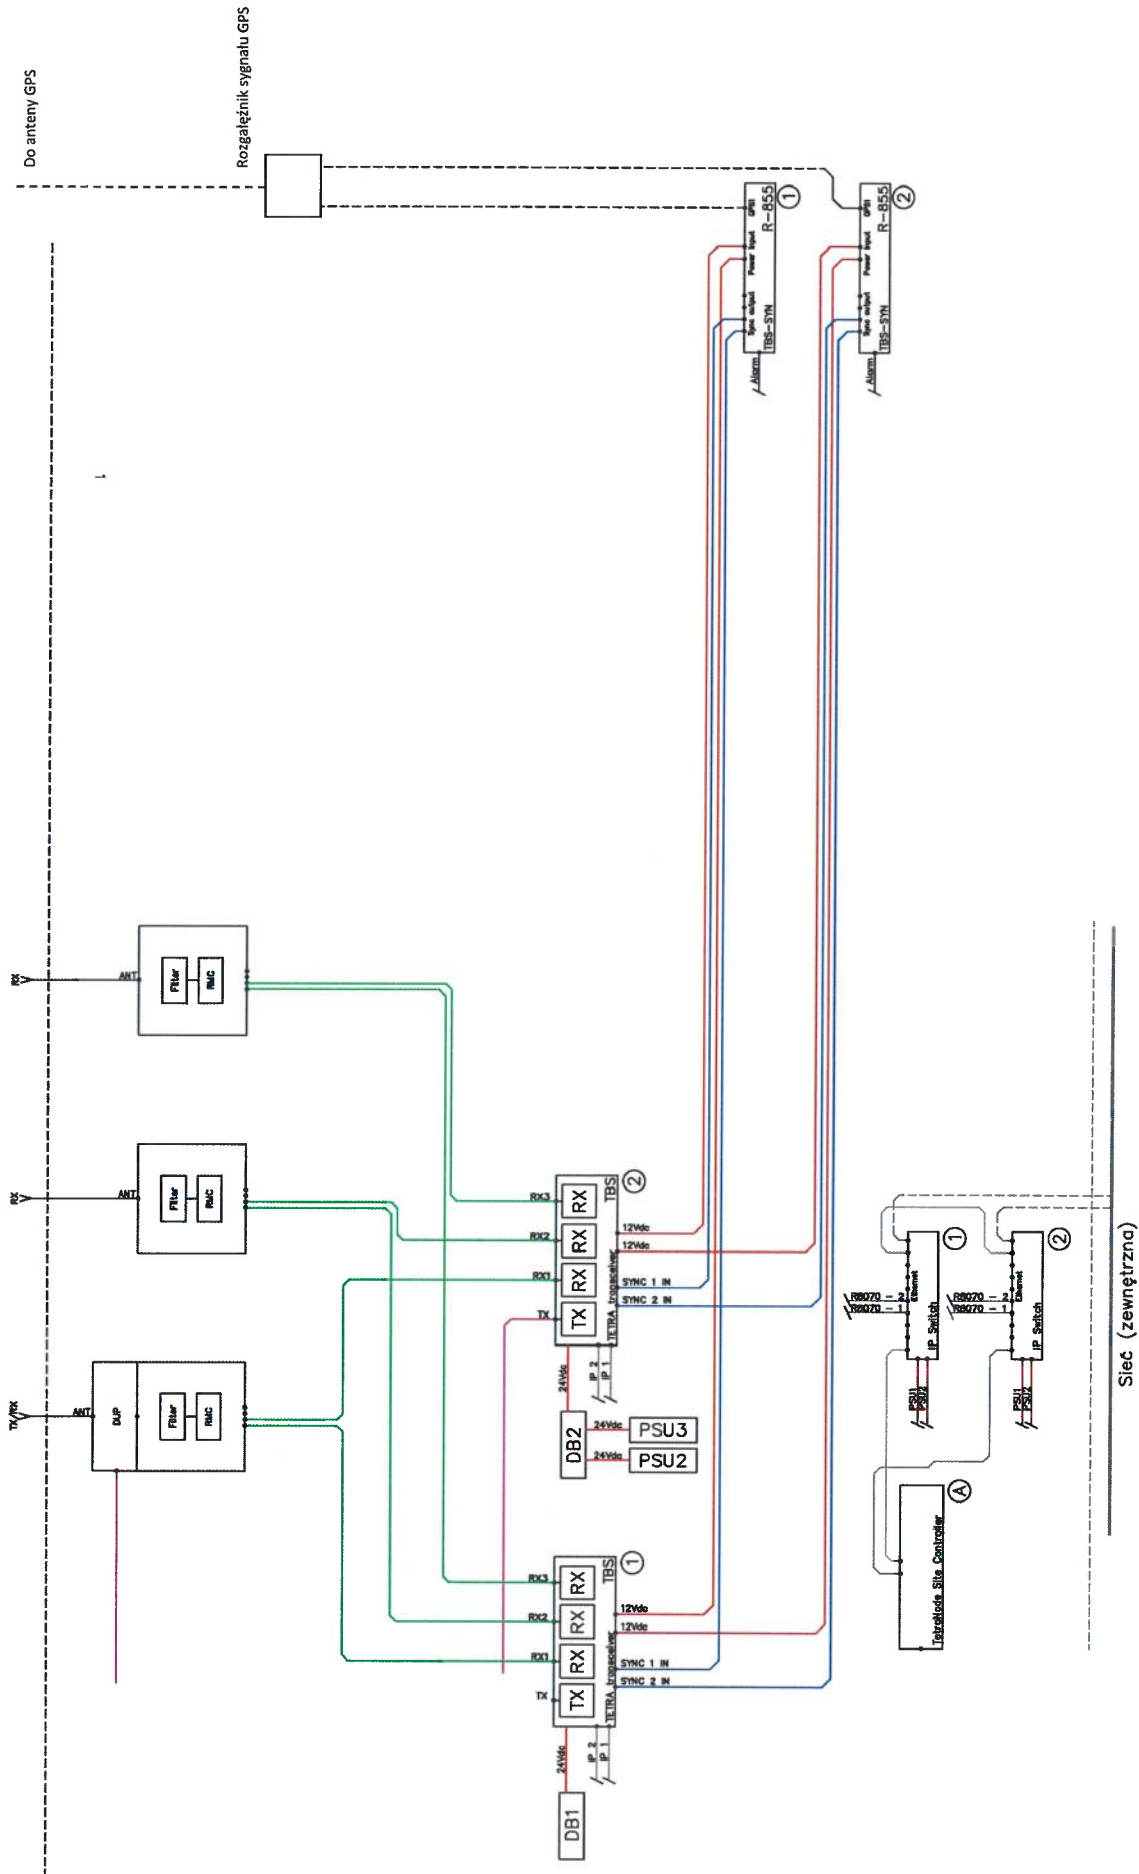 Do anteny GPS
Rozgałęźnik sygnału GPS
TX/RX
RX
RX
ANT
ANT
ANT
DUP
Filter
RMC
Filter
RMC
Filter
RMC
DB1
24Vdc
IP 2
IP 1
TX
RX1
RX2
RX3
TX
RX
RX
RX
TETRA
TBS
1
SYNC 2 IN
SYNC 1 IN
12Vdc
12Vdc
DB2
24Vdc
24Vdc
24Vdc
PSU2
PSU3
IP 2
IP 1
TX
RX1
RX2
RX3
TX
RX
RX
RX
TETRA
TBS
2
SYNC 2 IN
SYNC 1 IN
12Vdc
12Vdc
Alarm
Sync output
Power input
GPS1
TBS-SYN
R-855
1
Alarm
Sync output
Power input
GPS1
TBS-SYN
R-855
2
TetraNode Site Controller
A
PSU1
PSU2
R8070 - 2
R8070 - 1
Ethernet
IP Switch
1
PSU1
PSU2
R8070 - 2
R8070 - 1
Ethernet
IP Switch
2
Sieć (zewnętrzna)